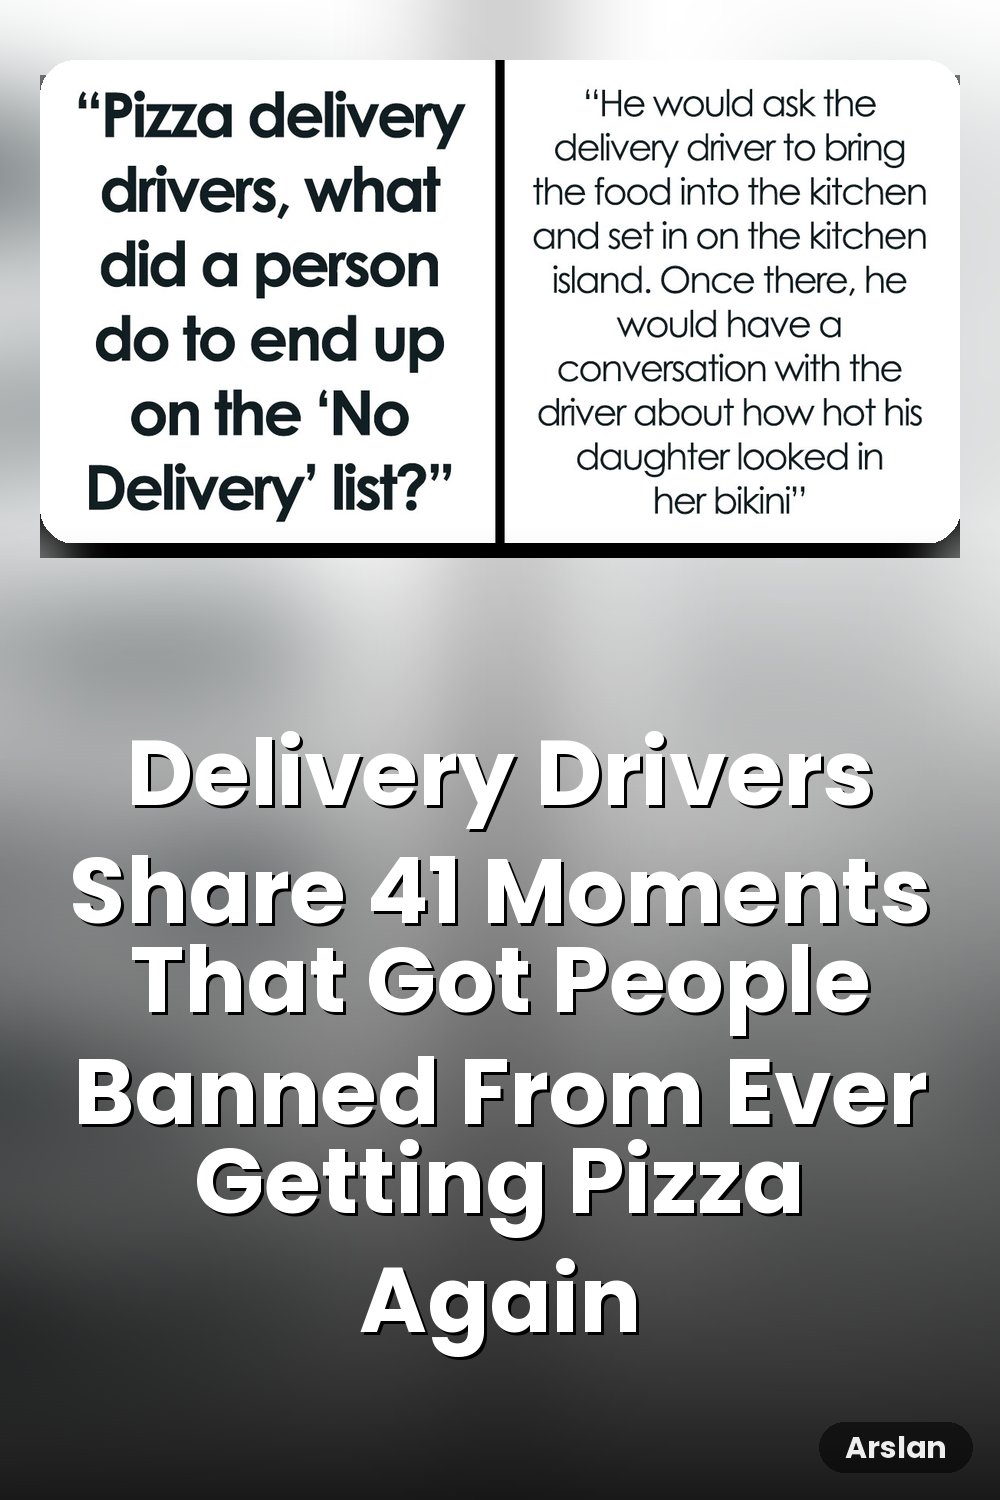 “Pizza delivery
drivers, what
did a person
do to end up
on the ‘No
Delivery’ list?”
“He would ask the
delivery driver to bring
the food into the kitchen
and set in on the kitchen
island. Once there, he
would have a
conversation with the
driver about how hot his
daughter looked in
her bikini”
Delivery Drivers
Share 41 Moments
That Got People
Banned From Ever
Getting Pizza
Again
Arslan